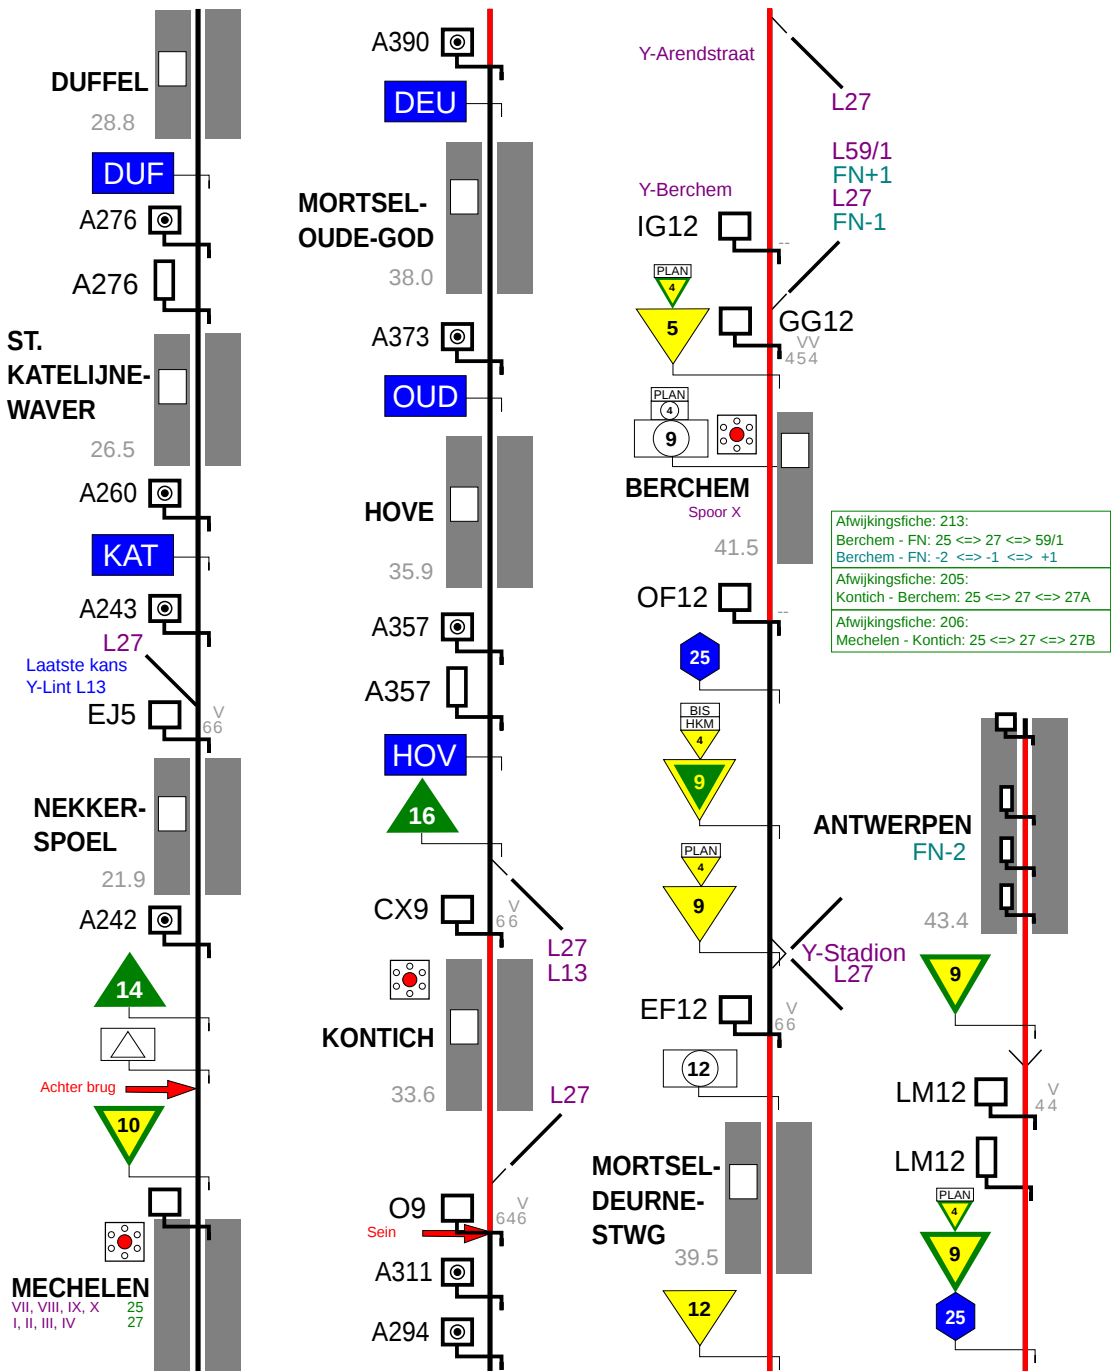 DUFFEL
28.8
DUF
A276
A276
ST.
KATELIJNE-
WAVER
26.5
A260
KAT
A243
L27
Laatste kans
Y-Lint L13
EJ5
V
66
NEKKER-
SPOEL
21.9
A242
14
Achter brug
10
MECHELEN
VII, VIII, IX, X 25
I, II, III, IV 27
A390
DEU
MORTSEL-
OUDE-GOD
38.0
A373
OUD
HOVE
35.9
A357
A357
HOV
16
CX9
V
66
L27
L13
KONTICH
33.6
L27
O9
V
646
Sein
A311
A294
Y-Arendstraat
L27
L59/1
FN+1
L27
FN-1
Y-Berchem
IG12
--
PLAN
4
5
GG12
VV
454
PLAN
4
9
BERCHEM
Spoor X
41.5
OF12
--
25
BIS
HKM
4
9
PLAN
4
9
Y-Stadion
L27
EF12
V
66
12
MORTSEL-
DEURNE-
STWG
39.5
12
Afwijkingsfiche: 213:
Berchem - FN: 25 <=> 27 <=> 59/1
Berchem - FN: -2 <=> -1 <=> +1
Afwijkingsfiche: 205:
Kontich - Berchem: 25 <=> 27 <=> 27A
Afwijkingsfiche: 206:
Mechelen - Kontich: 25 <=> 27 <=> 27B
ANTWERPEN
FN-2
43.4
9
LM12
V
44
LM12
PLAN
4
9
25